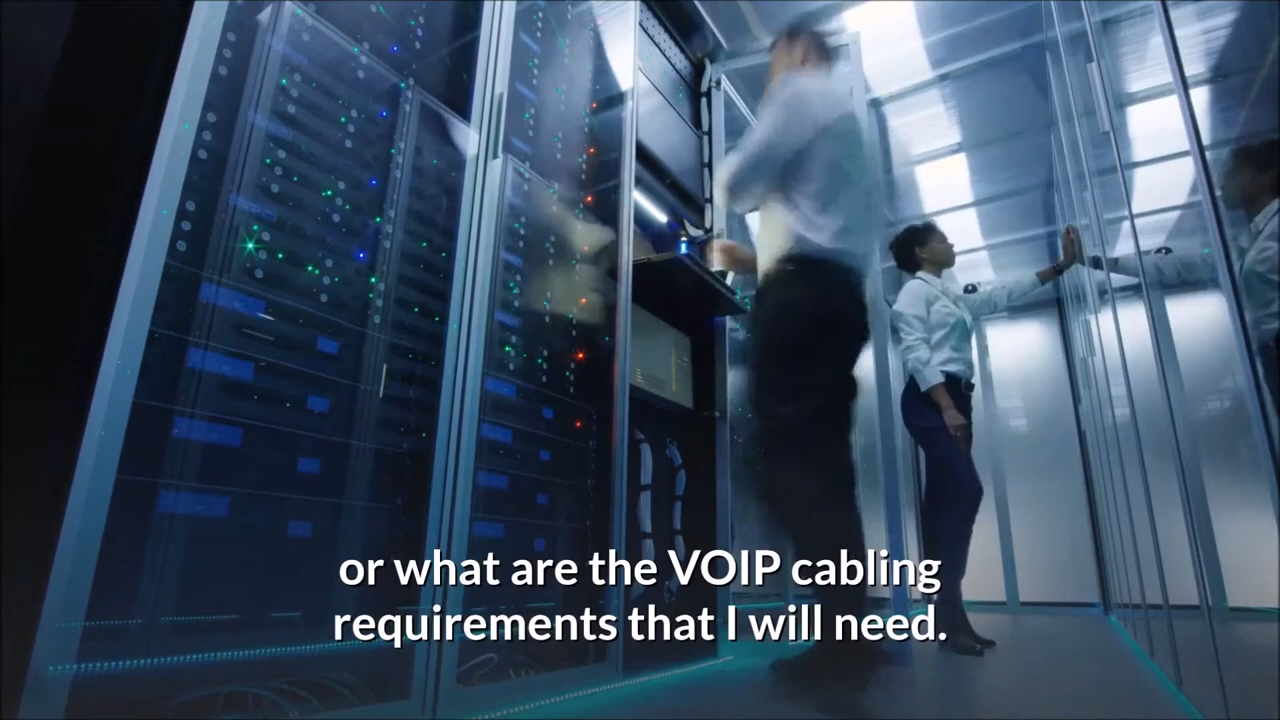 or what are the VOIP cabling
requirements that I will need.